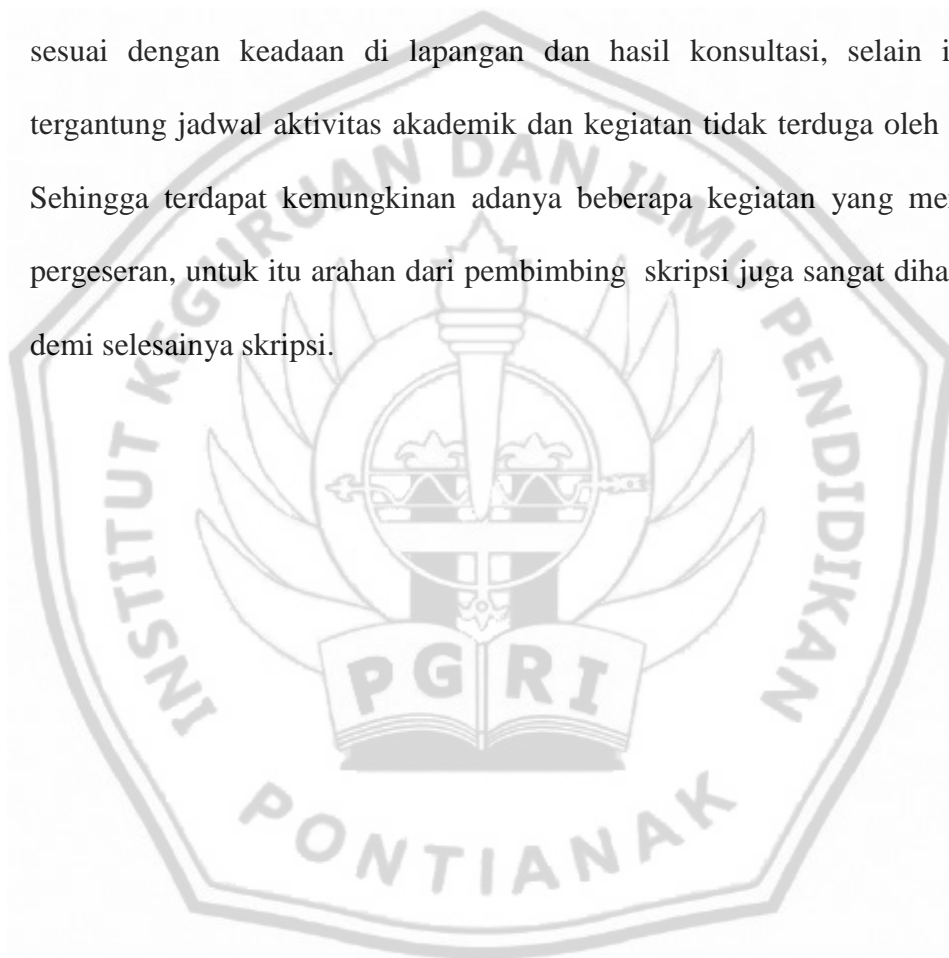 sesuai dengan keadaan di lapangan dan hasil konsultasi, selain i
tergantung jadwal aktivitas akademik dan kegiatan tidak terduga oleh
Sehingga terdapat kemungkinan adanya beberapa kegiatan yang me
pergeseran, untuk itu arahan dari pembimbing skripsi juga sangat diha
demi selesainya skripsi.
INSTITUT KEGURUAN DAN ILMU PENDIDIKAN
PGRI
PONTIANAK